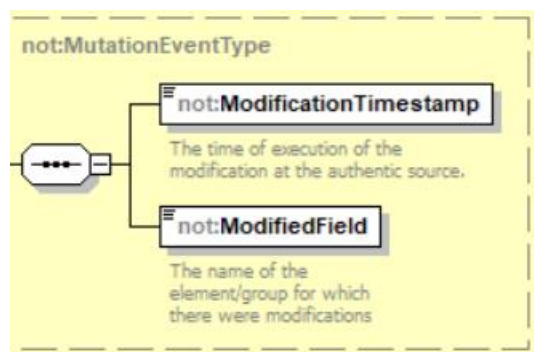 not:MutationEventType
not:ModificationTimestamp
The time of execution of the
modification at the authentic source.
not:ModifiedField
The name of the
element/group for which
there were modifications